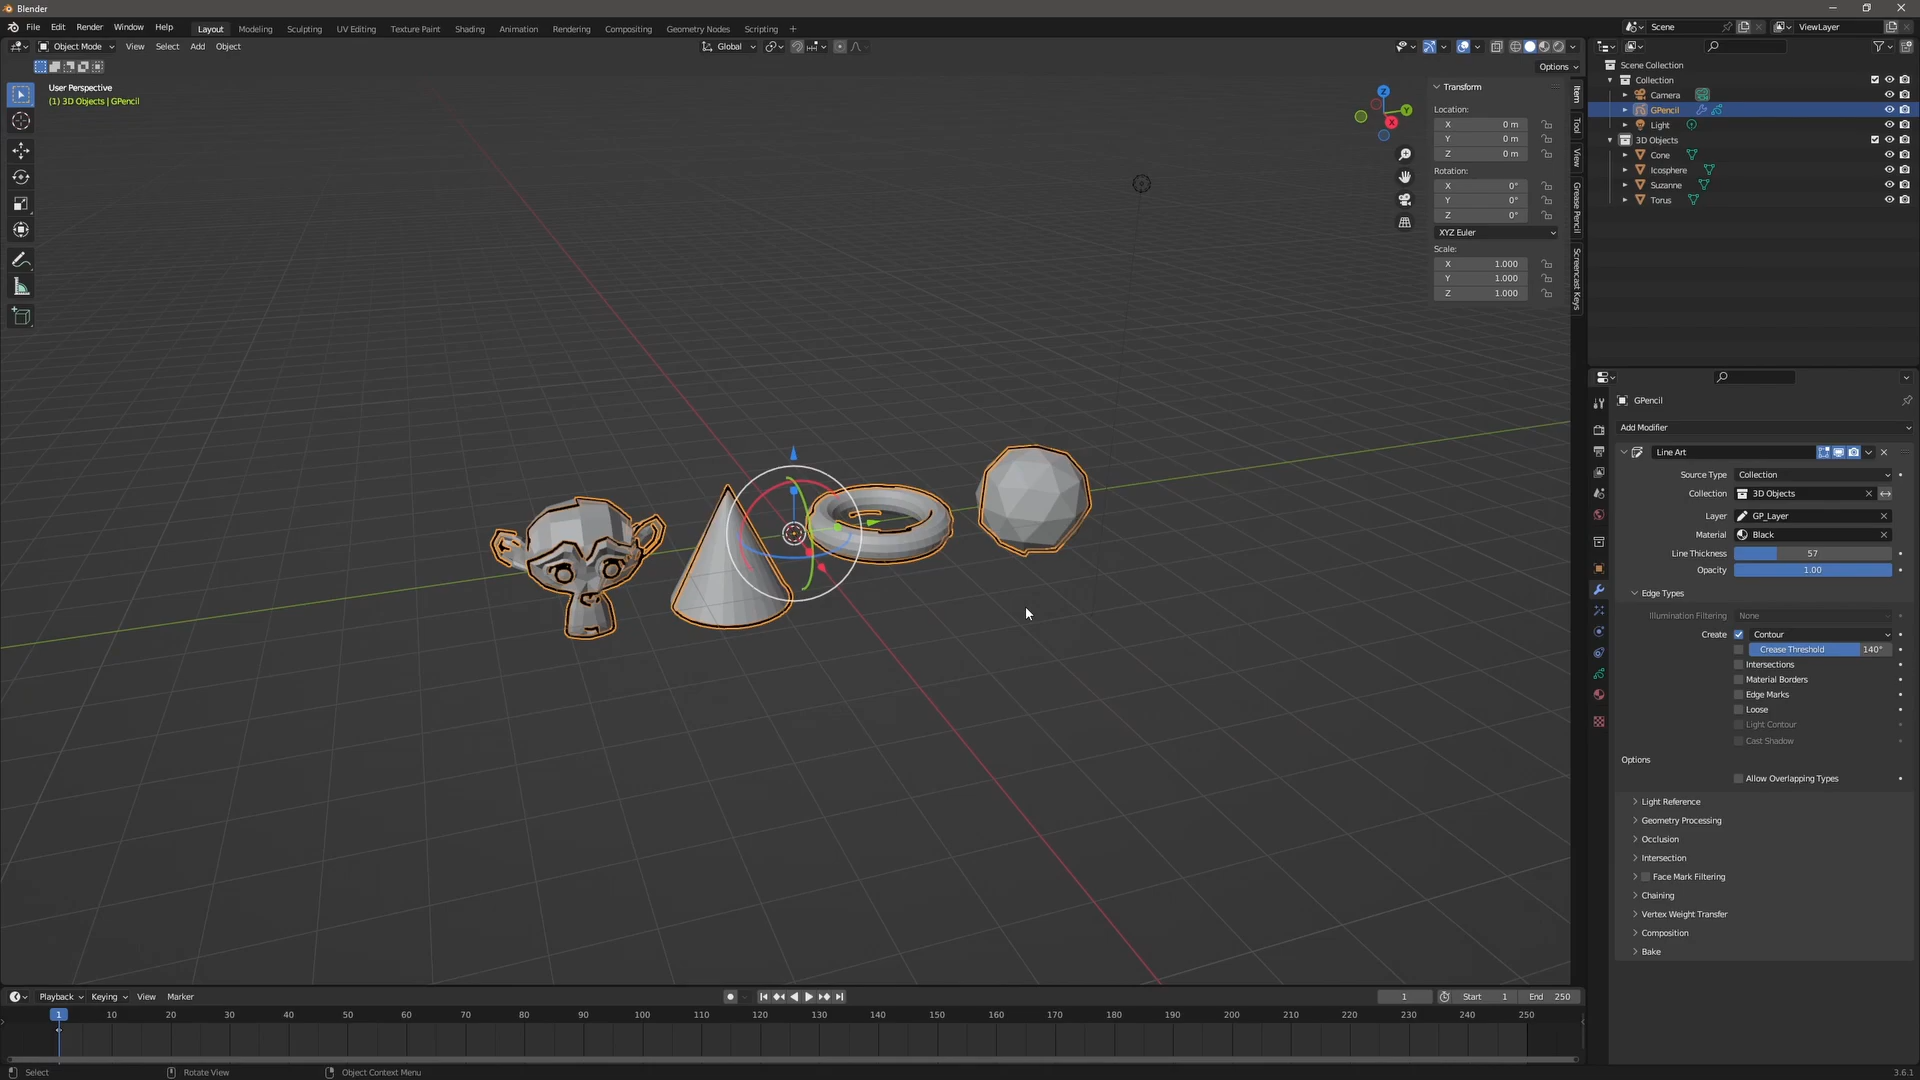 Blender
File Edit Render Window Help Layout Modeling Sculpting UV Editing Texture Paint Shading Animation Rendering Compositing Geometry Nodes Scripting + Scene ViewLayer
Object Mode View Select Add Object Global
Options
User Perspective
(1) 3D Objects | GPencil
Transform
Location:
X 0 m
Y 0 m
Z 0 m
Rotation:
X 0°
Y 0°
Z 0°
XYZ Euler
Scale:
X 1.000
Y 1.000
Z 1.000
Item
Tool
View
Grease Pencil
Screencast Keys
Z
Y
X
Scene Collection
Collection
Camera
GPencil
Light
3D Objects
Cone
Icosphere
Suzanne
Torus
GPencil
Add Modifier
Line Art
Source Type Collection
Collection 3D Objects
Layer GP_Layer
Material Black
Line Thickness 57
Opacity 1.00
Edge Types
Illumination Filtering None
Create Contour
Crease Threshold 140°
Intersections
Material Borders
Edge Marks
Loose
Light Contour
Cast Shadow
Options
Allow Overlapping Types
Light Reference
Geometry Processing
Occlusion
Intersection
Face Mark Filtering
Chaining
Vertex Weight Transfer
Composition
Bake
Playback Keying View Marker 1 Start 1 End 250
1 10 20 30 40 50 60 70 80 90 100 110 120 130 140 150 160 170 180 190 200 210 220 230 240 250
Select Rotate View Object Context Menu 3.6.1